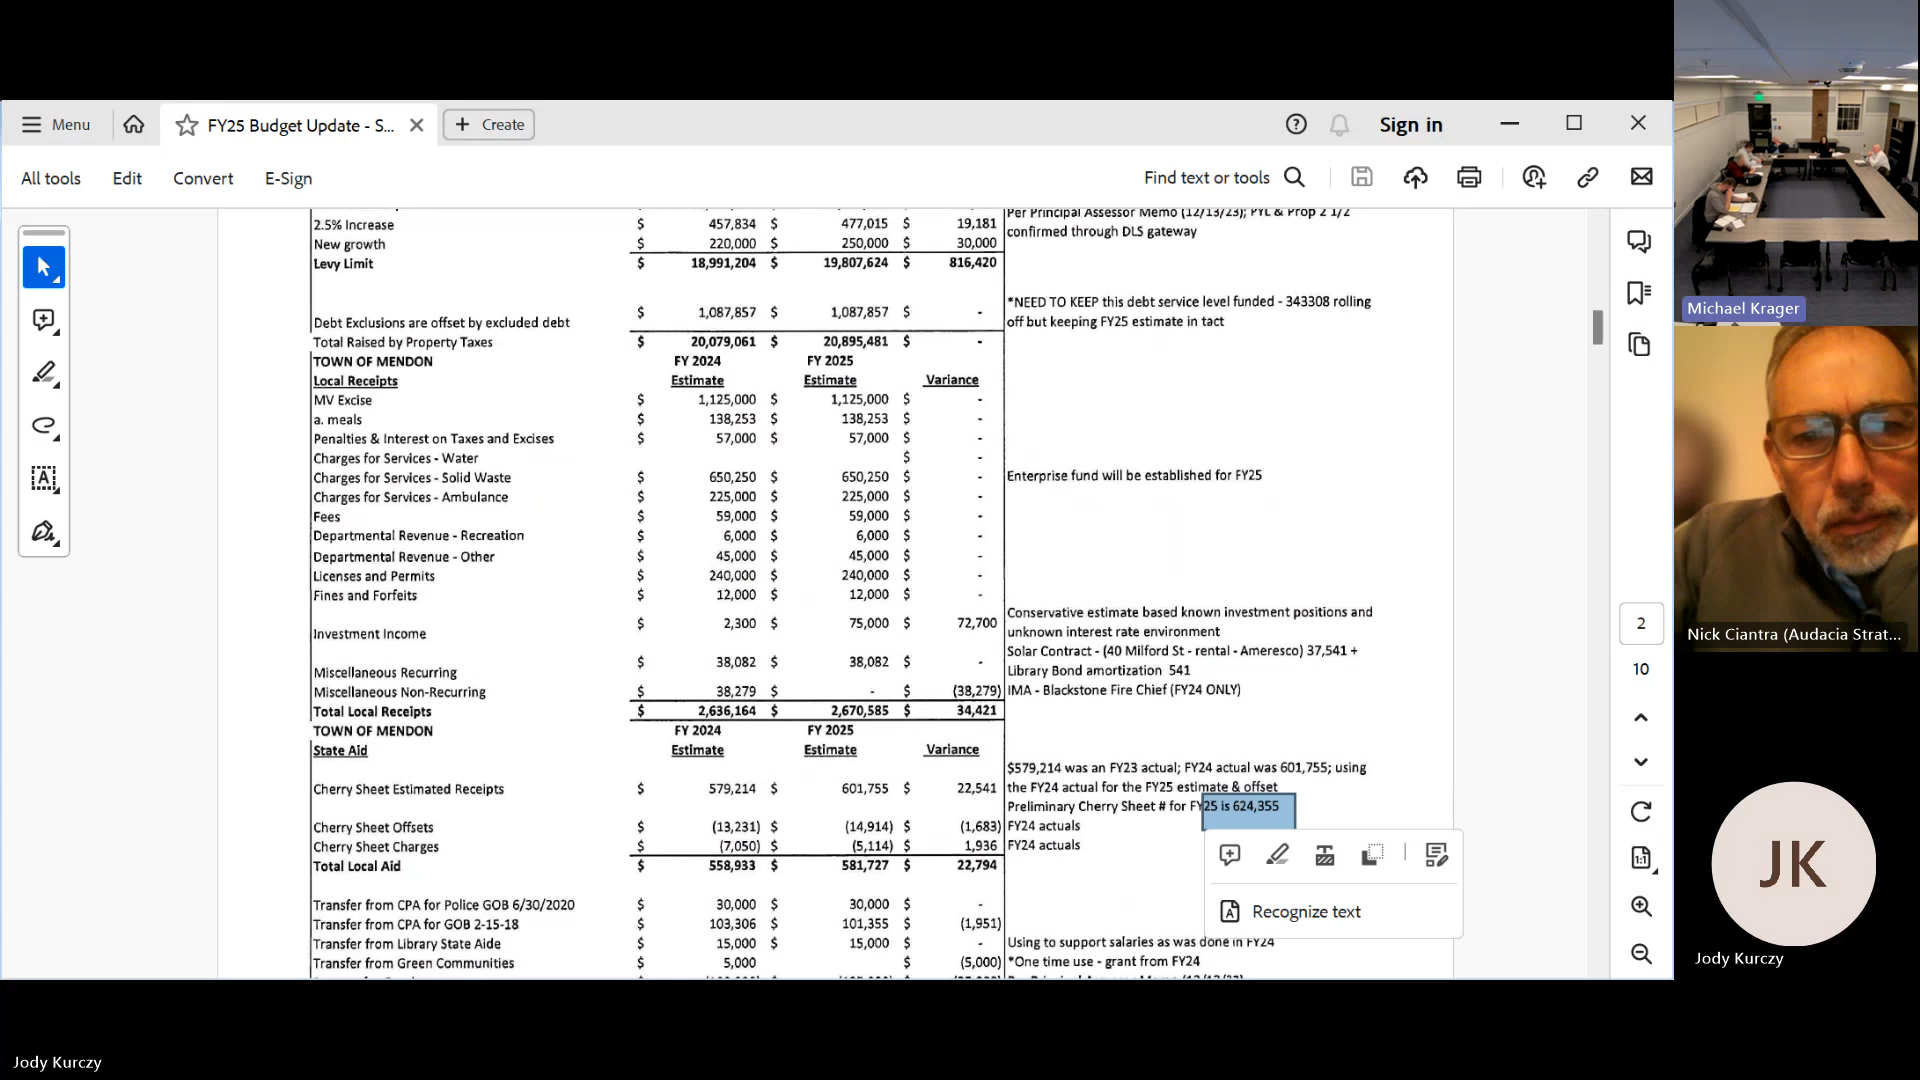 Menu
FY25 Budget Update - S...
Create
Sign in
All tools
Edit
Convert
E-Sign
Find text or tools
2.5% Increase $ 457,834 $ 477,015 19,181
Per Principal Assessor Memo (12/13/23); PYL & Prop 2 1/2
New growth $ 220,000 $ 250,000 $ 30,000
confirmed through DLS gateway
Levy Limit $ 18,991,204 $ 19,807,624 $ 816,420
*NEED TO KEEP this debt service level funded - 343308 rolling
off but keeping FY25 estimate in tact
Debt Exclusions are offset by excluded debt $ 1,087,857 $ 1,087,857 $ -
Total Raised by Property Taxes $ 20,079,061 $ 20,895,481 $ -
TOWN OF MENDON FY 2024 FY 2025
Local Receipts Estimate Estimate Variance
MV Excise $ 1,125,000 $ 1,125,000 $ -
a. meals $ 138,253 $ 138,253 $ -
Penalties & Interest on Taxes and Excises $ 57,000 $ 57,000 $ -
Charges for Services - Water $ -
Charges for Services - Solid Waste $ 650,250 $ 650,250 $ - Enterprise fund will be established for FY25
Charges for Services - Ambulance $ 225,000 $ 225,000 $ -
Fees $ 59,000 $ 59,000 $ -
Departmental Revenue - Recreation $ 6,000 $ 6,000 $ -
Departmental Revenue - Other $ 45,000 $ 45,000 $ -
Licenses and Permits $ 240,000 $ 240,000 $ -
Fines and Forfeits $ 12,000 $ 12,000 $ -
Conservative estimate based known investment positions and
unknown interest rate environment
Investment Income $ 2,300 $ 75,000 $ 72,700
Solar Contract - (40 Milford St - rental - Ameresco) 37,541 +
Library Bond amortization 541
Miscellaneous Recurring $ 38,082 $ 38,082 $ -
Miscellaneous Non-Recurring $ 38,279 $ - $ (38,279) IMA - Blackstone Fire Chief (FY24 ONLY)
Total Local Receipts $ 2,636,164 $ 2,670,585 $ 34,421
TOWN OF MENDON FY 2024 FY 2025
State Aid Estimate Estimate Variance
$579,214 was an FY23 actual; FY24 actual was 601,755; using
the FY24 actual for the FY25 estimate & offset
Cherry Sheet Estimated Receipts $ 579,214 $ 601,755 $ 22,541
Preliminary Cherry Sheet # for FY25 is 624,355
Cherry Sheet Offsets $ (13,231) $ (14,914) $ (1,683) FY24 actuals
Cherry Sheet Charges $ (7,050) $ (5,114) $ 1,936 FY24 actuals
Total Local Aid $ 558,933 $ 581,727 $ 22,794
Recognize text
Transfer from CPA for Police GOB 6/30/2020 $ 30,000 $ 30,000 $ -
Transfer from CPA for GOB 2-15-18 $ 103,306 $ 101,355 $ (1,951)
Transfer from Library State Aide $ 15,000 $ 15,000 $ - Using to support salaries as was done in FY24
Transfer from Green Communities $ 5,000 $ (5,000) *One time use - grant from FY24
2
10
1:1
Michael Krager
Nick Ciantra (Audacia Strat...
JK
Jody Kurczy
Jody Kurczy